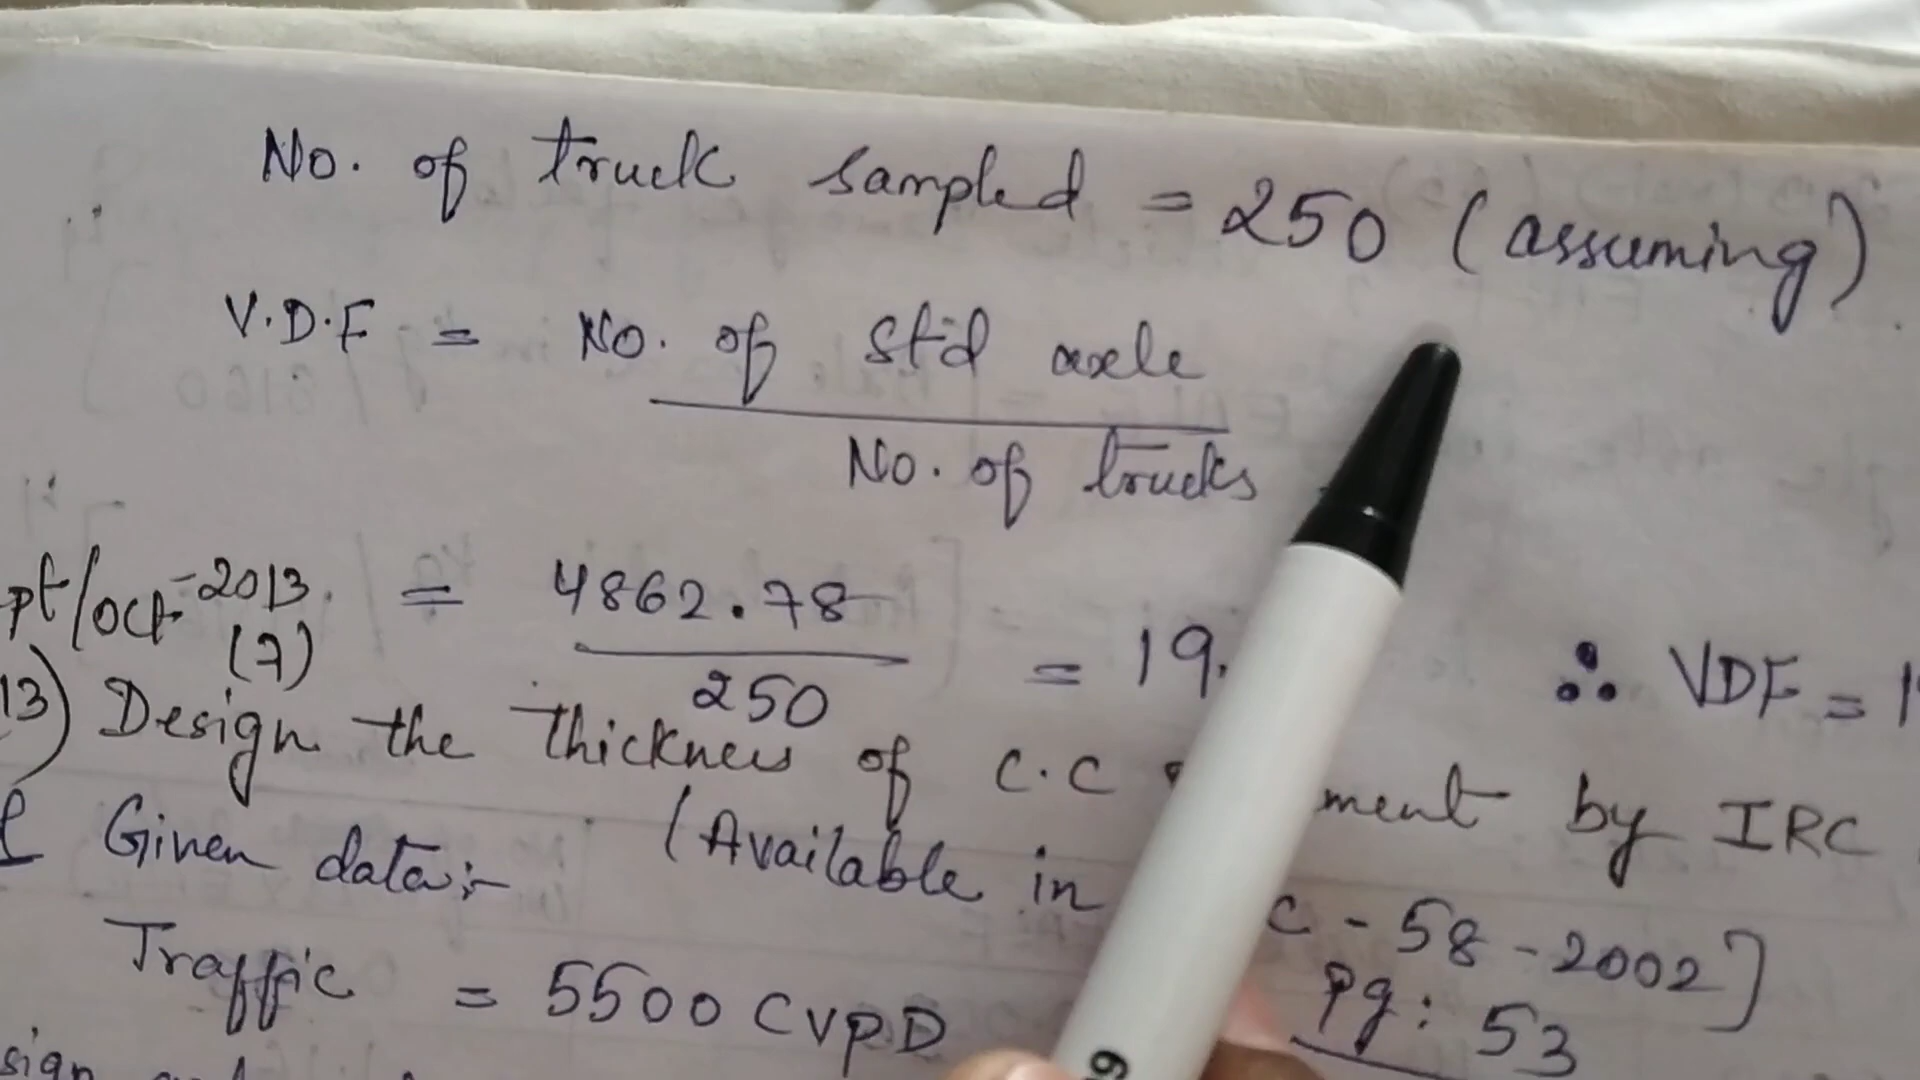 No. of truck sampled = 250 (assuming)
V.D.F = No. of std axle
No. of trucks
pt/oct-2013. = 4862.78
250
= 19. ∴ VDF = 1
(7)
13) Design the thickness of C.C ment by IRC
Given data:- (Available in C-58-2002]
Pg: 53
Traffic = 5500 CVPD